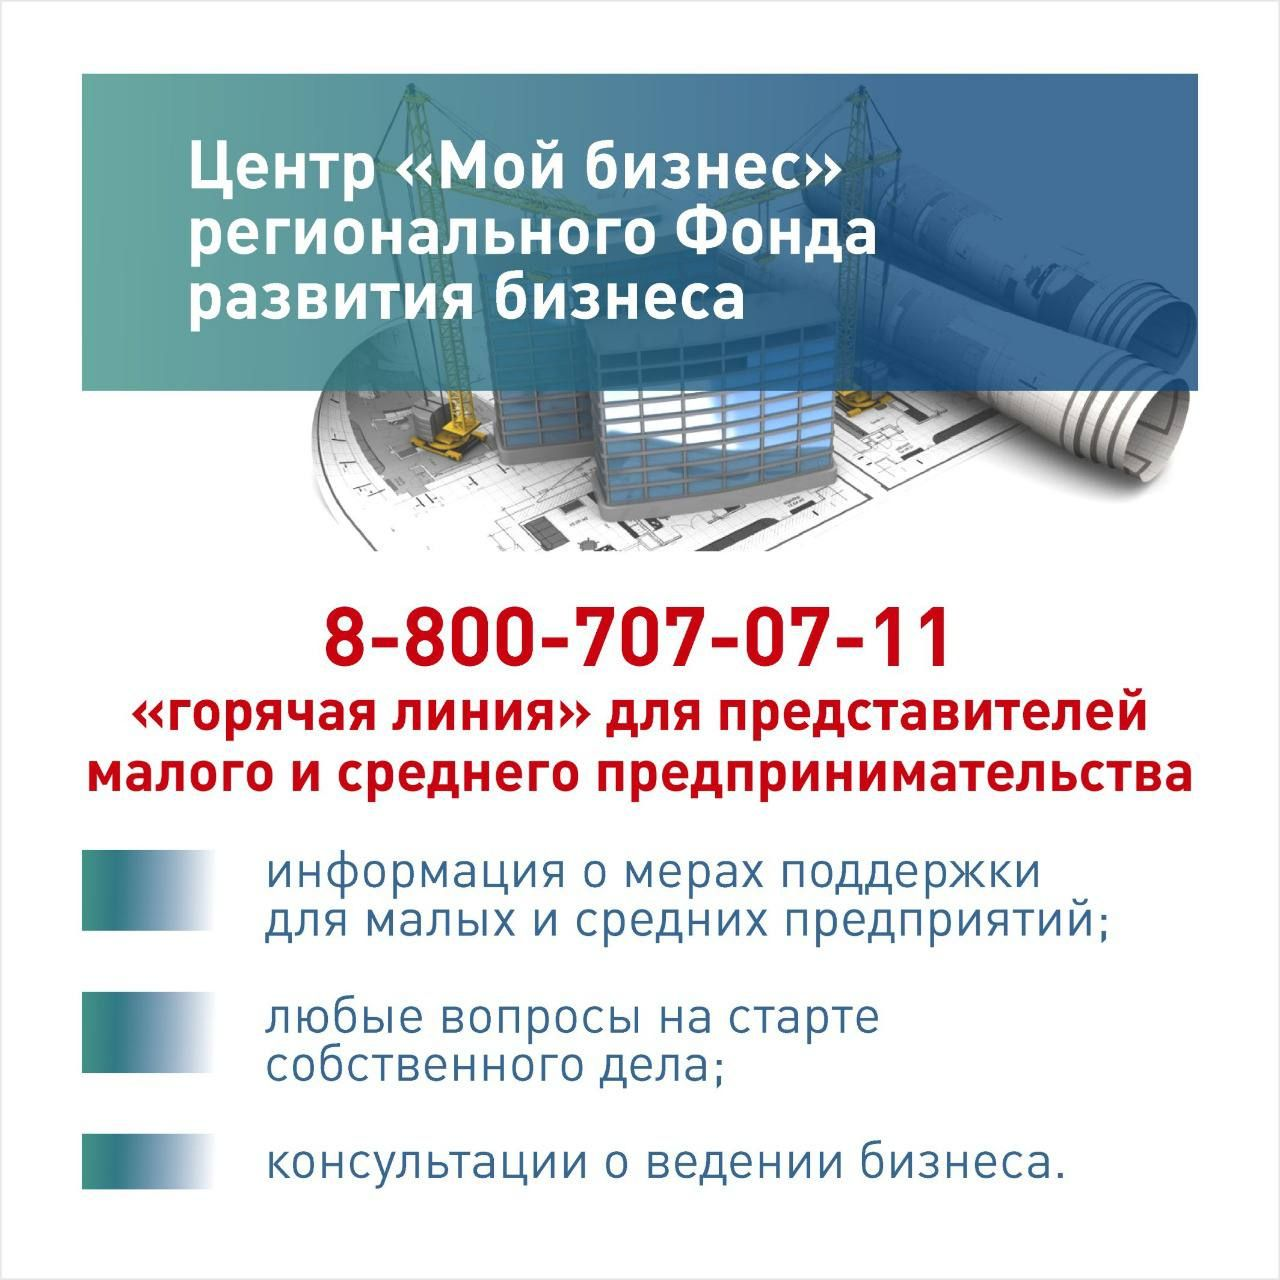 Центр «Мой бизнес»
регионального Фонда
развития бизнеса
8-800-707-07-11
«горячая линия» для представителей
малого и среднего предпринимательства
информация о мерах поддержки
для малых и средних предприятий;
любые вопросы на старте
собственного дела;
консультации о ведении бизнеса.